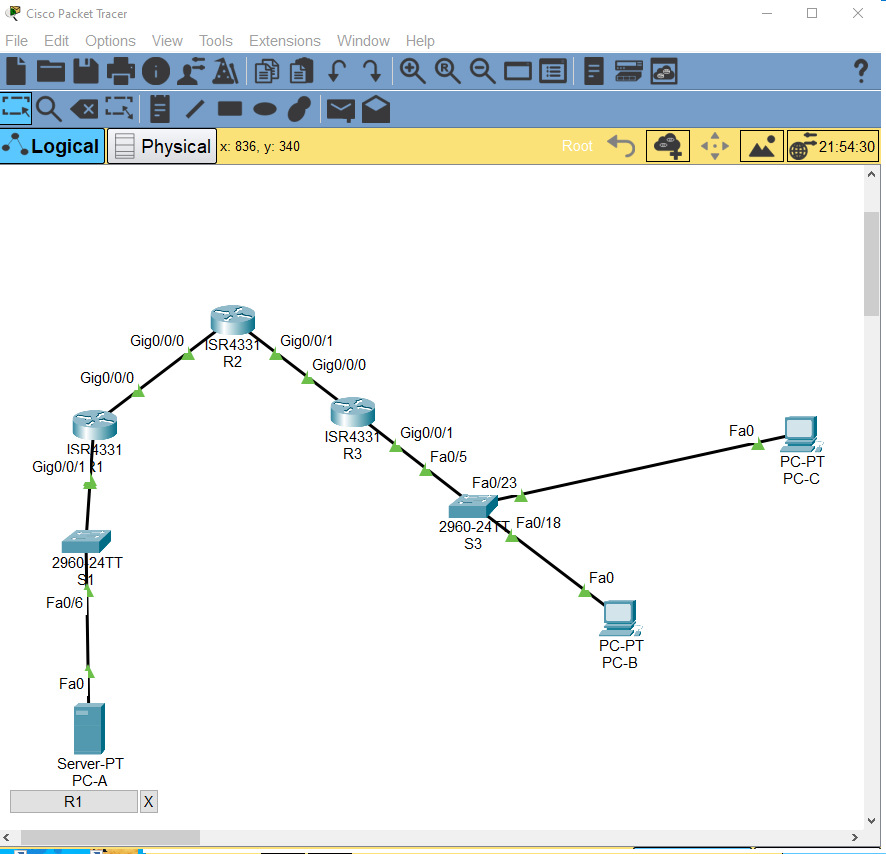 Cisco Packet Tracer
File Edit Options View Tools Extensions Window Help
Logical Physical x: 836, y: 340 Root 21:54:30
Gig0/0/0
ISR4331
R2
Gig0/0/1
Gig0/0/0
Gig0/0/0
ISR4331
R1
Gig0/0/1
ISR4331
R3
Gig0/0/1
Fa0/5
Fa0/23
2960-24TT
S3
Fa0/18
Fa0
PC-PT
PC-C
2960-24TT
S1
Fa0/6
Fa0
PC-PT
PC-B
Fa0
Server-PT
PC-A
R1 X